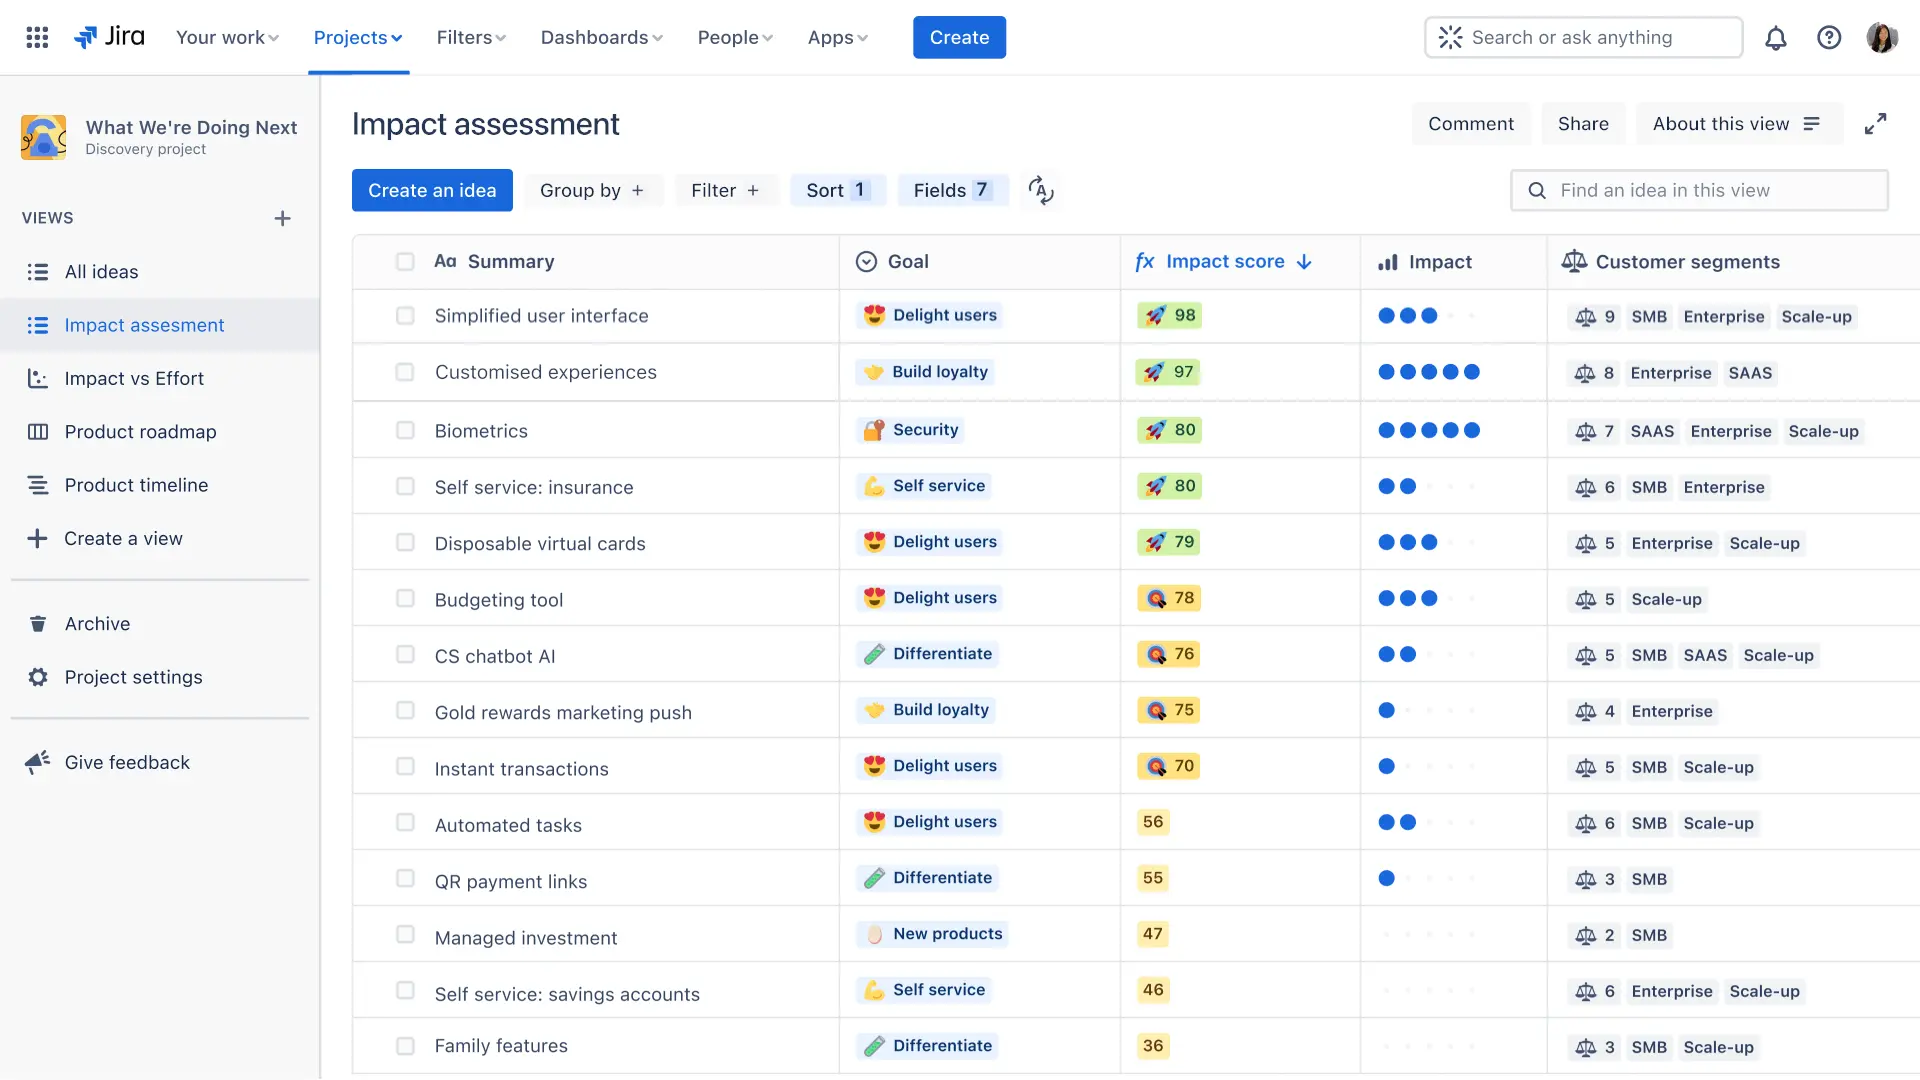 Jira Your work Projects Filters Dashboards People Apps Create Search or ask anything
What We're Doing Next
Discovery project
VIEWS
All ideas
Impact assesment
Impact vs Effort
Product roadmap
Product timeline
Create a view
Archive
Project settings
Give feedback
Impact assessment Comment Share About this view
Create an idea Group by + Filter + Sort 1 Fields 7 Find an idea in this view
Aa Summary Goal fx Impact score Impact Customer segments
Simplified user interface Delight users 98 9 SMB Enterprise Scale-up
Customised experiences Build loyalty 97 8 Enterprise SAAS
Biometrics Security 80 7 SAAS Enterprise Scale-up
Self service: insurance Self service 80 6 SMB Enterprise
Disposable virtual cards Delight users 79 5 Enterprise Scale-up
Budgeting tool Delight users 78 5 Scale-up
CS chatbot AI Differentiate 76 5 SMB SAAS Scale-up
Gold rewards marketing push Build loyalty 75 4 Enterprise
Instant transactions Delight users 70 5 SMB Scale-up
Automated tasks Delight users 56 6 SMB Scale-up
QR payment links Differentiate 55 3 SMB
Managed investment New products 47 2 SMB
Self service: savings accounts Self service 46 6 Enterprise Scale-up
Family features Differentiate 36 3 SMB Scale-up